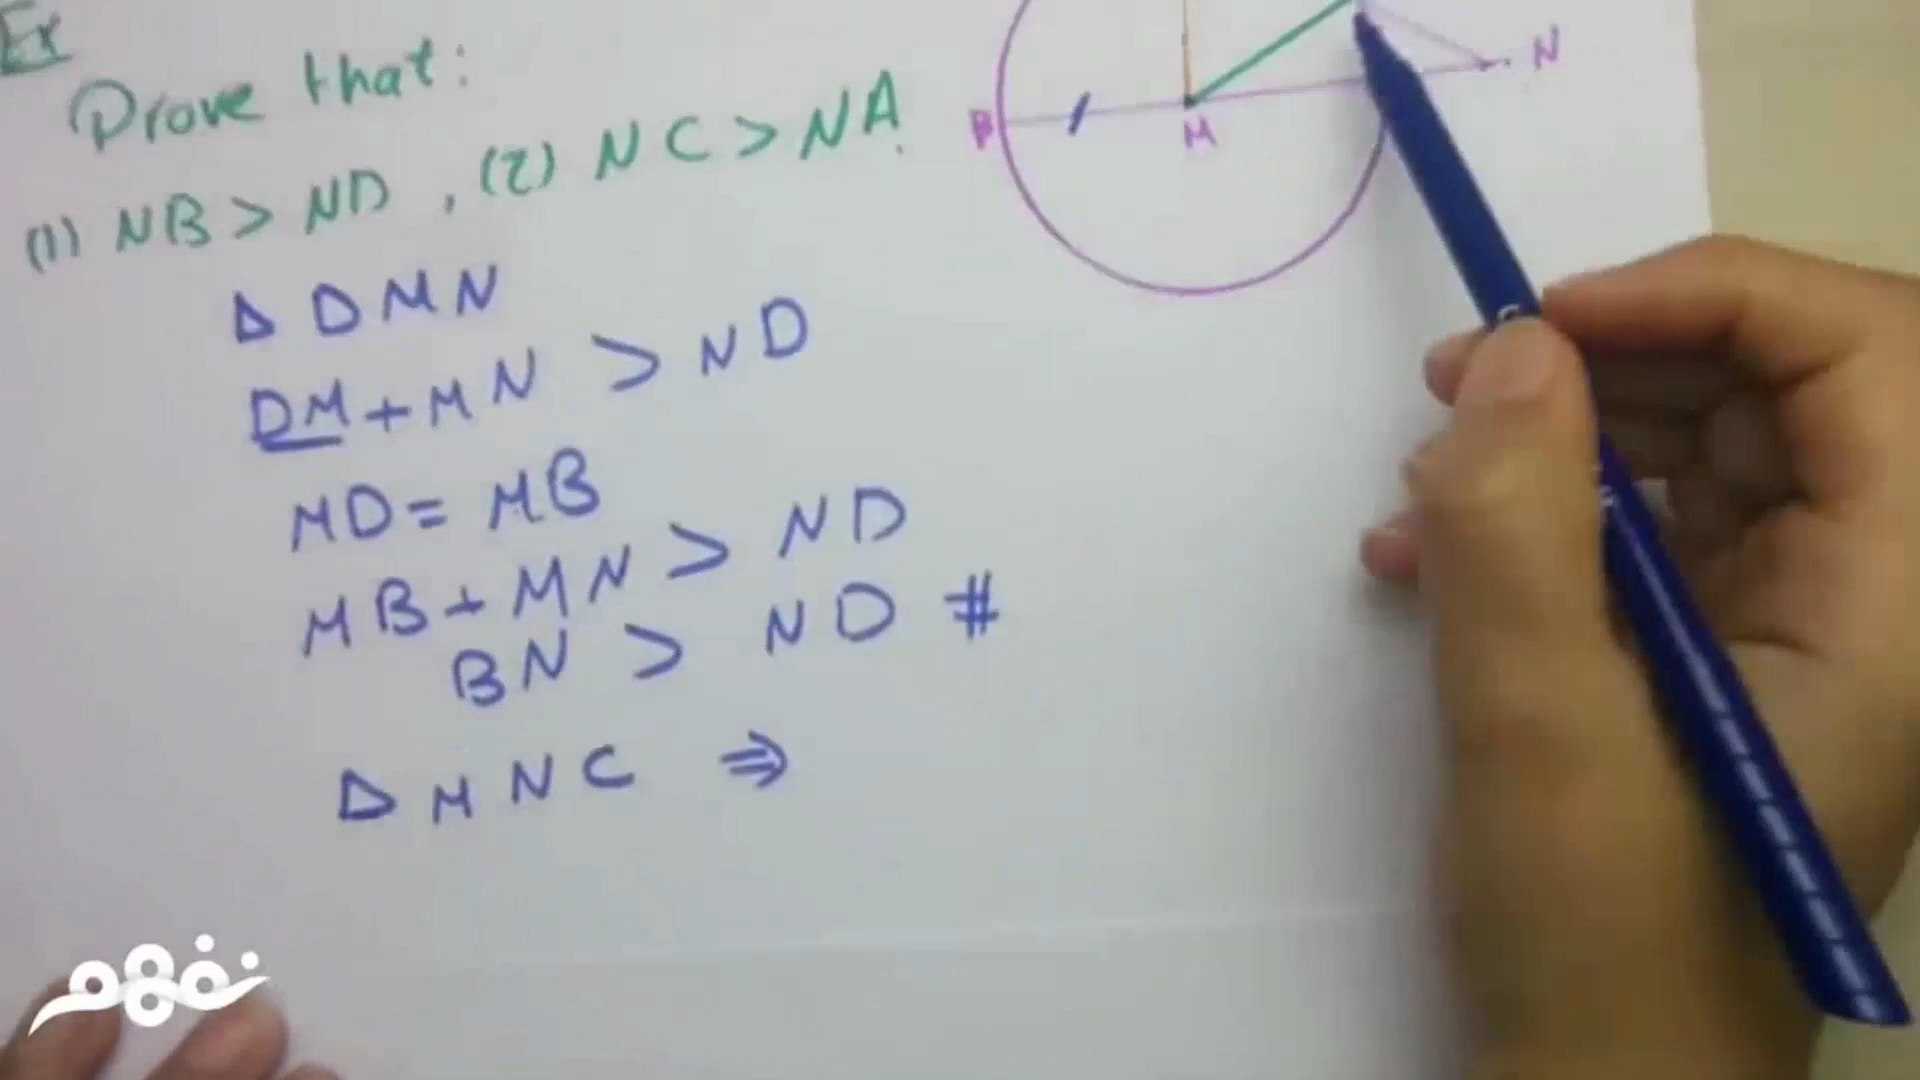 Ex
Prove that:
(1) NB > ND , (2) NC > NA.
Δ DMN
DM + MN > ND
MD = MB
MB + MN > ND
BN > ND #
Δ MNC ⇒
B
M
N
نفهم